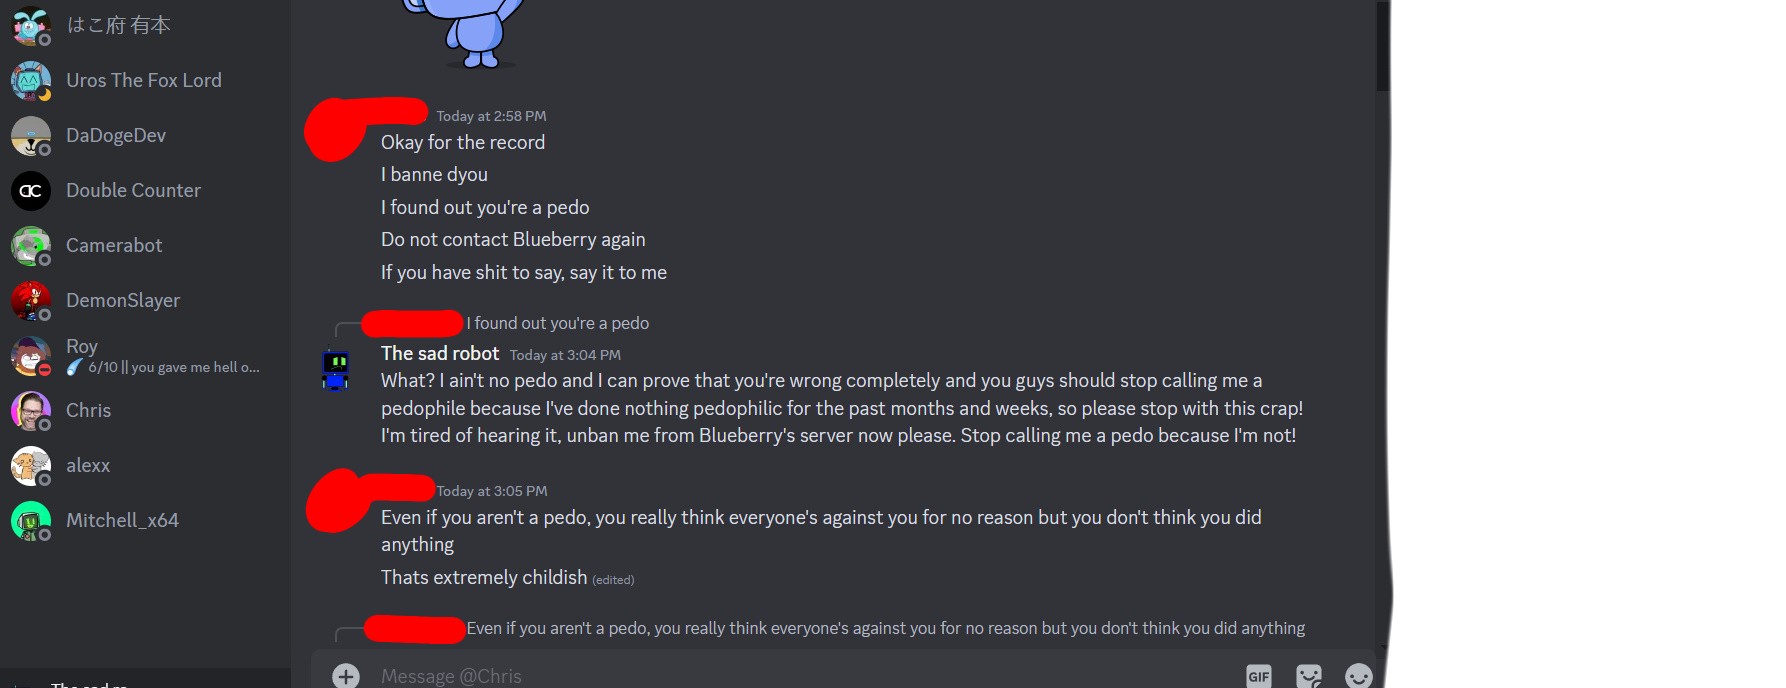 はこ府 有本
Uros The Fox Lord
DaDogeDev
Double Counter
DC
Camerabot
DemonSlayer
Roy
6/10 || you gave me hell o...
Chris
alexx
Mitchell_x64
Today at 2:58 PM
Okay for the record
I banne dyou
I found out you're a pedo
Do not contact Blueberry again
If you have shit to say, say it to me
I found out you're a pedo
The sad robot Today at 3:04 PM
What? I ain't no pedo and I can prove that you're wrong completely and you guys should stop calling me a
pedophile because I've done nothing pedophilic for the past months and weeks, so please stop with this crap!
I'm tired of hearing it, unban me from Blueberry's server now please. Stop calling me a pedo because I'm not!
Today at 3:05 PM
Even if you aren't a pedo, you really think everyone's against you for no reason but you don't think you did
anything
Thats extremely childish (edited)
Even if you aren't a pedo, you really think everyone's against you for no reason but you don't think you did anything
Message @Chris
GIF